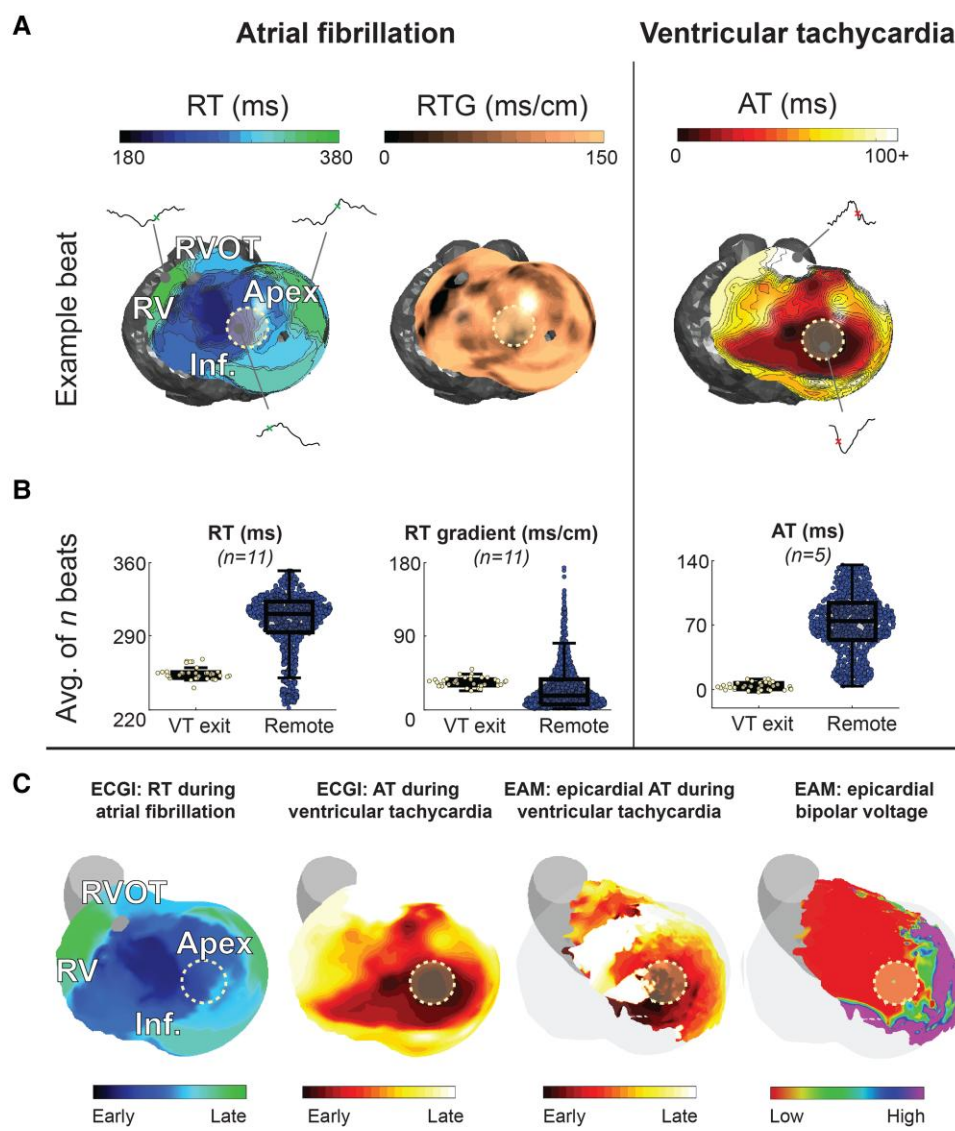 A
Atrial fibrillation
Ventricular tachycardia
RT (ms)
RTG (ms/cm)
AT (ms)
180
380
0
150
0
100+
Example beat
RVOT
RV
Apex
Inf.
B
Avg. of n beats
RT (ms)
(n=11)
360
290
220
VT exit
Remote
RT gradient (ms/cm)
(n=11)
180
90
0
VT exit
Remote
AT (ms)
(n=5)
140
70
0
VT exit
Remote
C
ECGI: RT during
atrial fibrillation
ECGI: AT during
ventricular tachycardia
EAM: epicardial AT during
ventricular tachycardia
EAM: epicardial
bipolar voltage
RVOT
Apex
RV
Inf.
Early
Late
Early
Late
Early
Late
Low
High